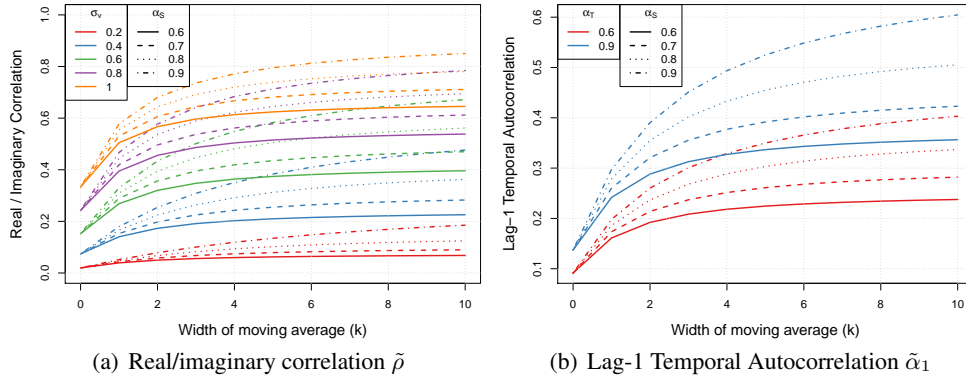 σᵥ αS
0.2 0.6
0.4 0.7
0.6 0.8
0.8 0.9
1
Real / Imaginary Correlation
0.0 0.2 0.4 0.6 0.8 1.0
0 2 4 6 8 10
Width of moving average (k)
(a) Real/imaginary correlation ρ̃
αT αS
0.6 0.6
0.9 0.7
0.8
0.9
Lag−1 Temporal Autocorrelation
0.1 0.2 0.3 0.4 0.5 0.6
0 2 4 6 8 10
Width of moving average (k)
(b) Lag-1 Temporal Autocorrelation α̃₁